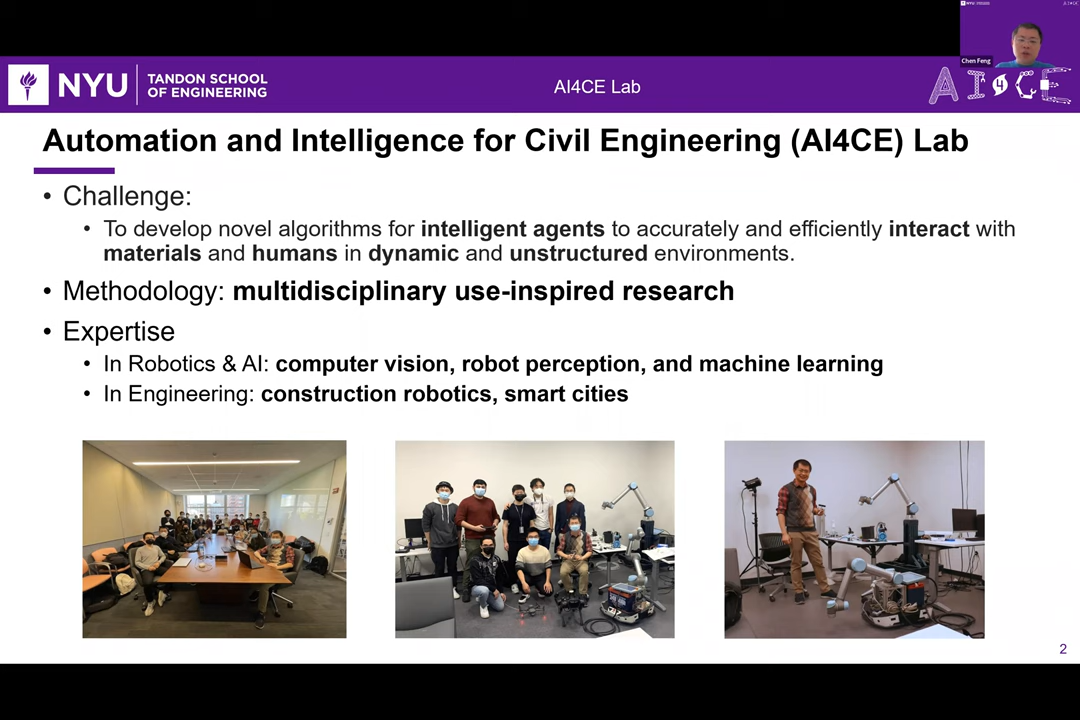 Chen Feng
NYU
TANDON SCHOOL
OF ENGINEERING
AI4CE Lab
AI4CE
Automation and Intelligence for Civil Engineering (AI4CE) Lab
• Challenge:
• To develop novel algorithms for intelligent agents to accurately and efficiently interact with
materials and humans in dynamic and unstructured environments.
• Methodology: multidisciplinary use-inspired research
• Expertise
• In Robotics & AI: computer vision, robot perception, and machine learning
• In Engineering: construction robotics, smart cities
2